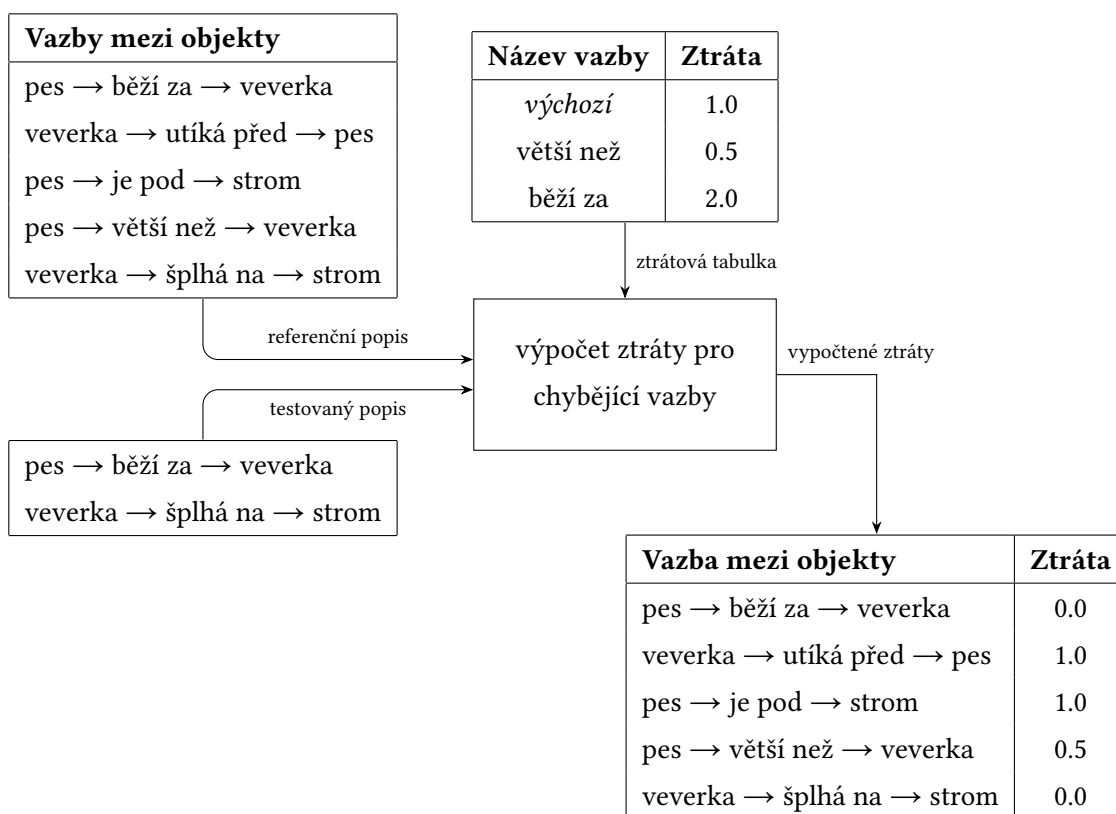 Vazby mezi objekty
pes → běží za → veverka
veverka → utíká před → pes
pes → je pod → strom
pes → větší než → veverka
veverka → šplhá na → strom
Název vazby Ztráta
výchozí 1.0
větší než 0.5
běží za 2.0
ztrátová tabulka
referenční popis
testovaný popis
výpočet ztráty pro
chybějící vazby
vypočtené ztráty
pes → běží za → veverka
veverka → šplhá na → strom
Vazba mezi objekty Ztráta
pes → běží za → veverka 0.0
veverka → utíká před → pes 1.0
pes → je pod → strom 1.0
pes → větší než → veverka 0.5
veverka → šplhá na → strom 0.0